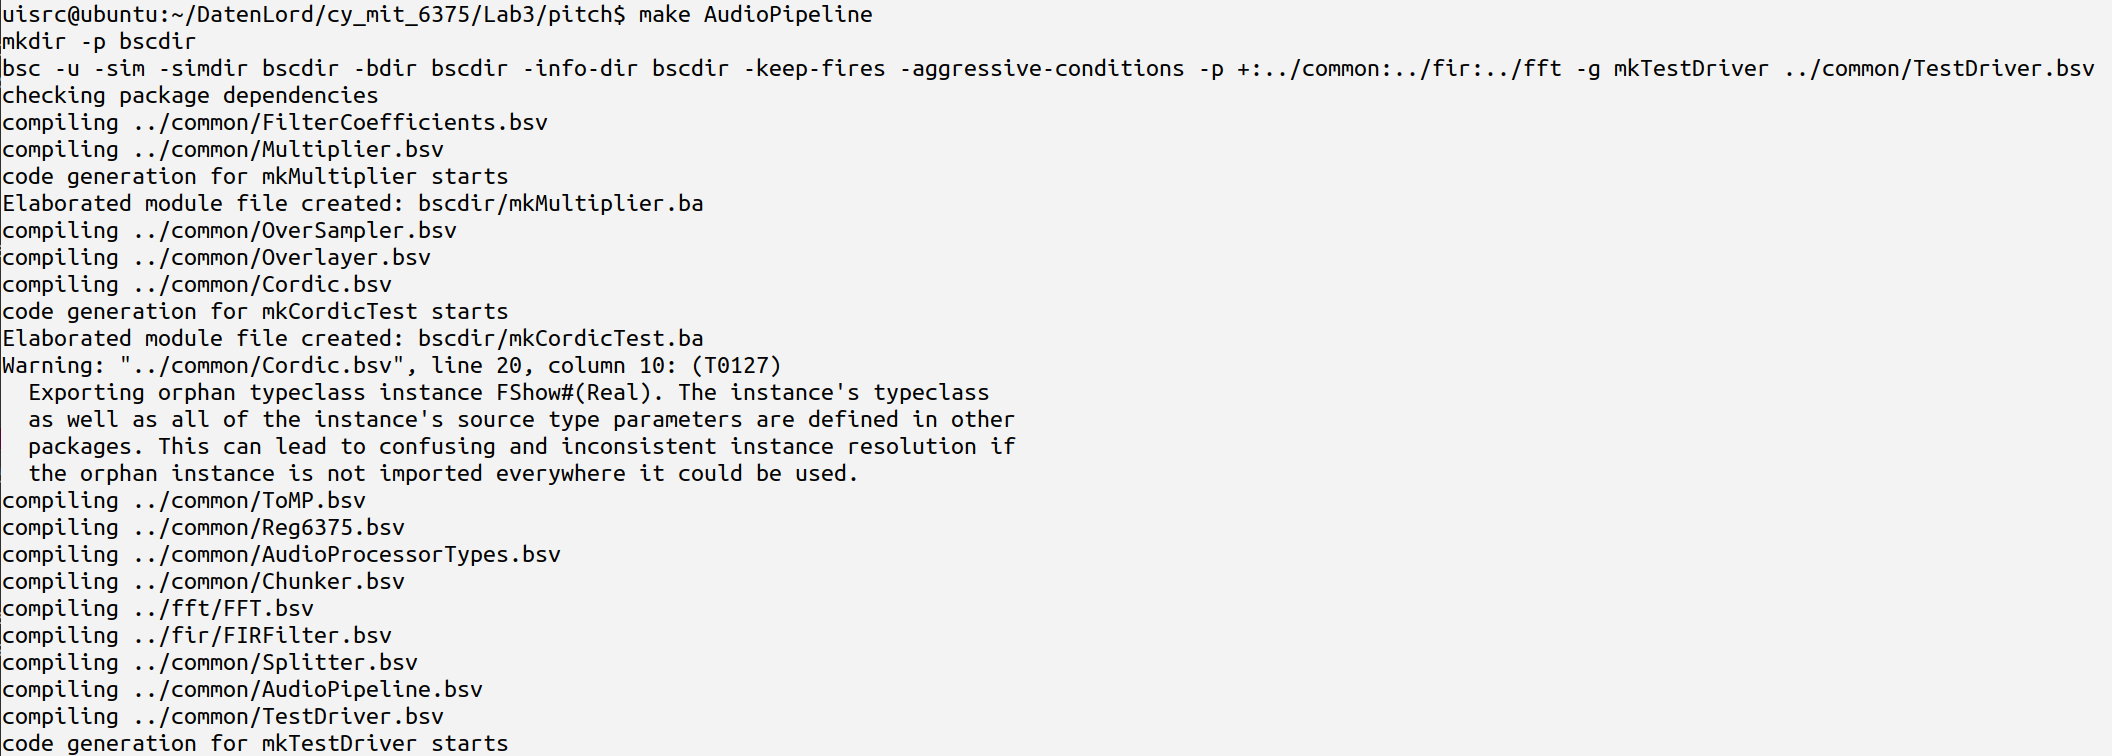 uisrc@ubuntu:~/DatenLord/cy_mit_6375/Lab3/pitch$ make AudioPipeline
mkdir -p bscdir
bsc -u -sim -simdir bscdir -bdir bscdir -info-dir bscdir -keep-fires -aggressive-conditions -p +:../common:../fir:../fft -g mkTestDriver ../common/TestDriver.bsv
checking package dependencies
compiling ../common/FilterCoefficients.bsv
compiling ../common/Multiplier.bsv
code generation for mkMultiplier starts
Elaborated module file created: bscdir/mkMultiplier.ba
compiling ../common/OverSampler.bsv
compiling ../common/Overlayer.bsv
compiling ../common/Cordic.bsv
code generation for mkCordicTest starts
Elaborated module file created: bscdir/mkCordicTest.ba
Warning: "../common/Cordic.bsv", line 20, column 10: (T0127)
  Exporting orphan typeclass instance FShow#(Real). The instance's typeclass
  as well as all of the instance's source type parameters are defined in other
  packages. This can lead to confusing and inconsistent instance resolution if
  the orphan instance is not imported everywhere it could be used.
compiling ../common/ToMP.bsv
compiling ../common/Reg6375.bsv
compiling ../common/AudioProcessorTypes.bsv
compiling ../common/Chunker.bsv
compiling ../fft/FFT.bsv
compiling ../fir/FIRFilter.bsv
compiling ../common/Splitter.bsv
compiling ../common/AudioPipeline.bsv
compiling ../common/TestDriver.bsv
code generation for mkTestDriver starts